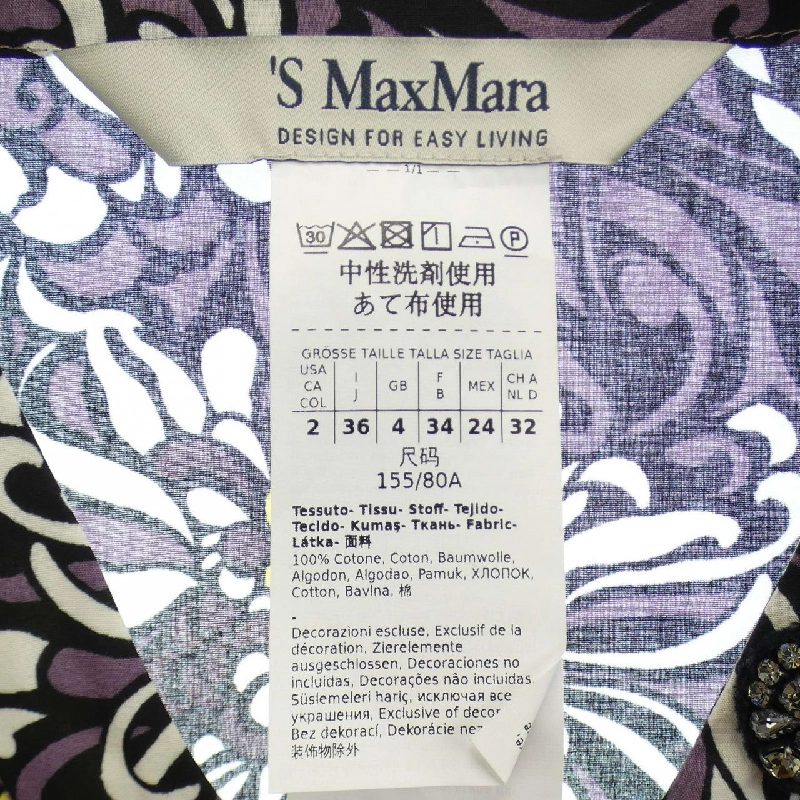 'S MaxMara
DESIGN FOR EASY LIVING
1/1
30 P
中性洗剤使用
あて布使用
GRÖSSE TAILLE TALLA SIZE TAGLIA
USA CA COL I J GB F B MEX CH A NL D
2 36 4 34 24 32
尺码
155/80A
Tessuto- Tissu- Stoff- Tejido-
Tecido- Kumaş- Ткань- Fabric-
Látka- 面料
100% Cotone, Coton, Baumwolle,
Algodon, Algodao, Pamuk, ХЛОПОК,
Cotton, Bavlna, 棉
-
Decorazioni escluse, Exclusif de la
décoration, Zierelemente
ausgeschlossen, Decoraciones no
incluidas, Decorações não incluidas,
Süslemeleri hariç, исключая все
украшения, Exclusive of decor
Bez dekorací, Dekorácie ne
装饰物除外